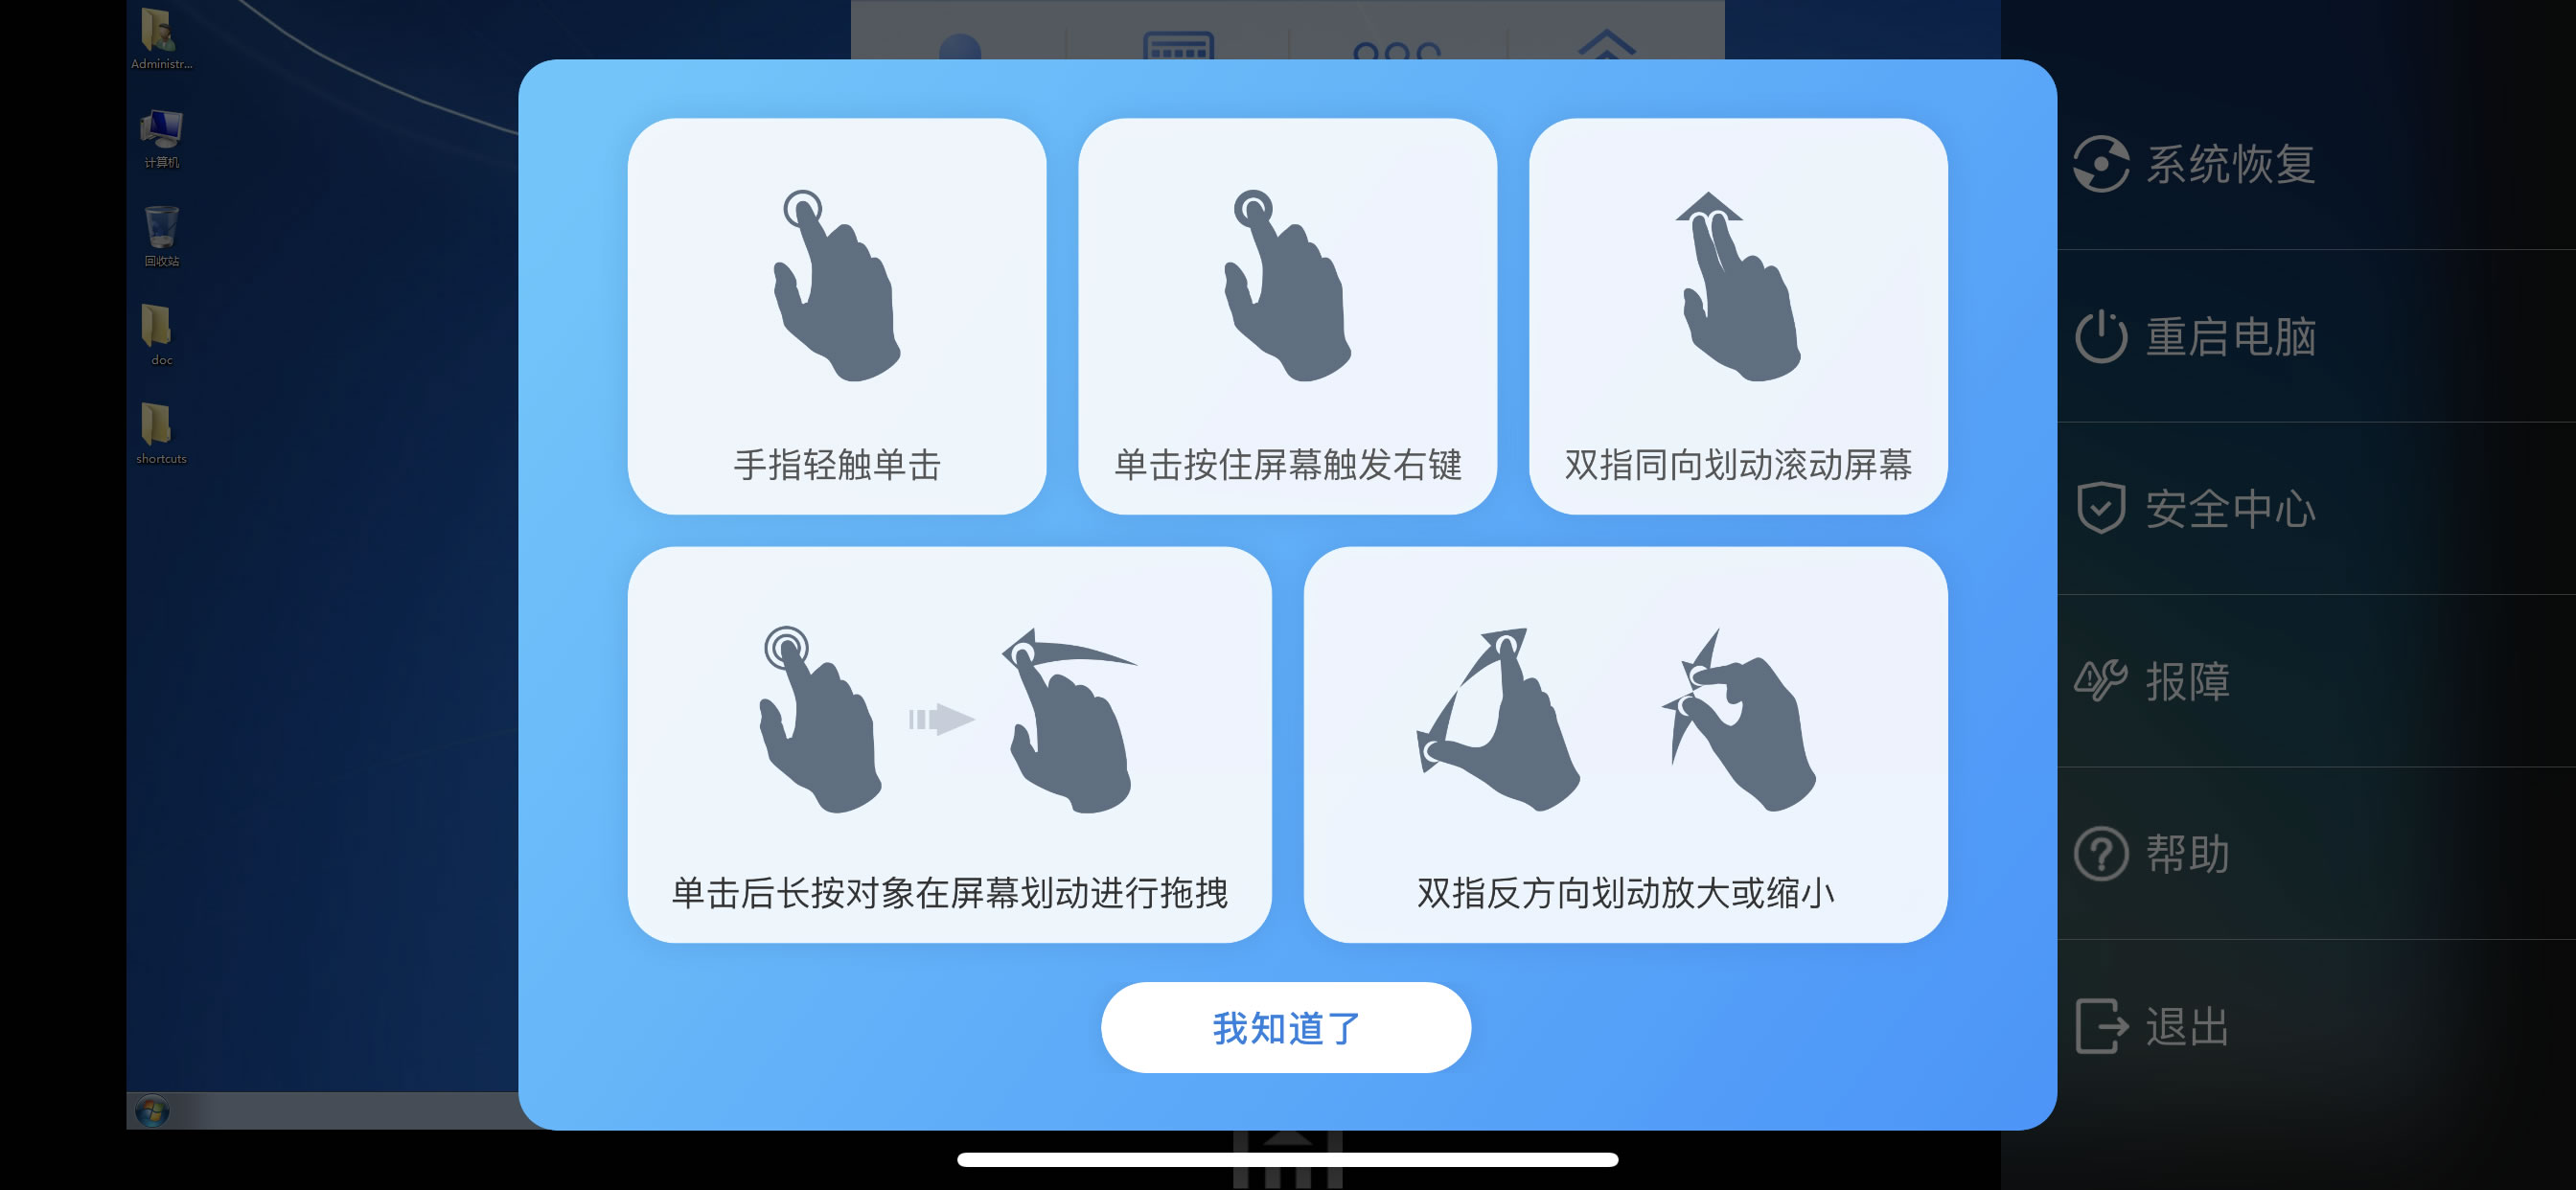 Administr...
计算机
回收站
doc
shortcuts
手指轻触单击
单击按住屏幕触发右键
双指同向划动滚动屏幕
单击后长按对象在屏幕划动进行拖拽
双指反方向划动放大或缩小
我知道了
系统恢复
重启电脑
安全中心
报障
帮助
退出